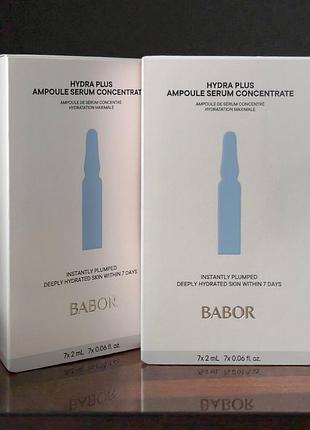 HYDRA PLUS
AMPOULE SERUM CONCENTRATE
AMPOULE DE SÉRUM CONCENTRÉ
HYDRATATION MAXIMALE
INSTANTLY PLUMPED
DEEPLY HYDRATED SKIN WITHIN 7 DAYS
BABOR
7x 2 mL 7x 0.06 fl. oz.
HYDRA PLUS
AMPOULE SERUM CONCENTRATE
AMPOULE DE SÉRUM CONCENTRÉ
HYDRATATION MAXIMALE
INSTANTLY PLUMPED
DEEPLY HYDRATED SKIN WITHIN 7 DAYS
BABOR
7x 2 mL 7x 0.06 fl. oz.